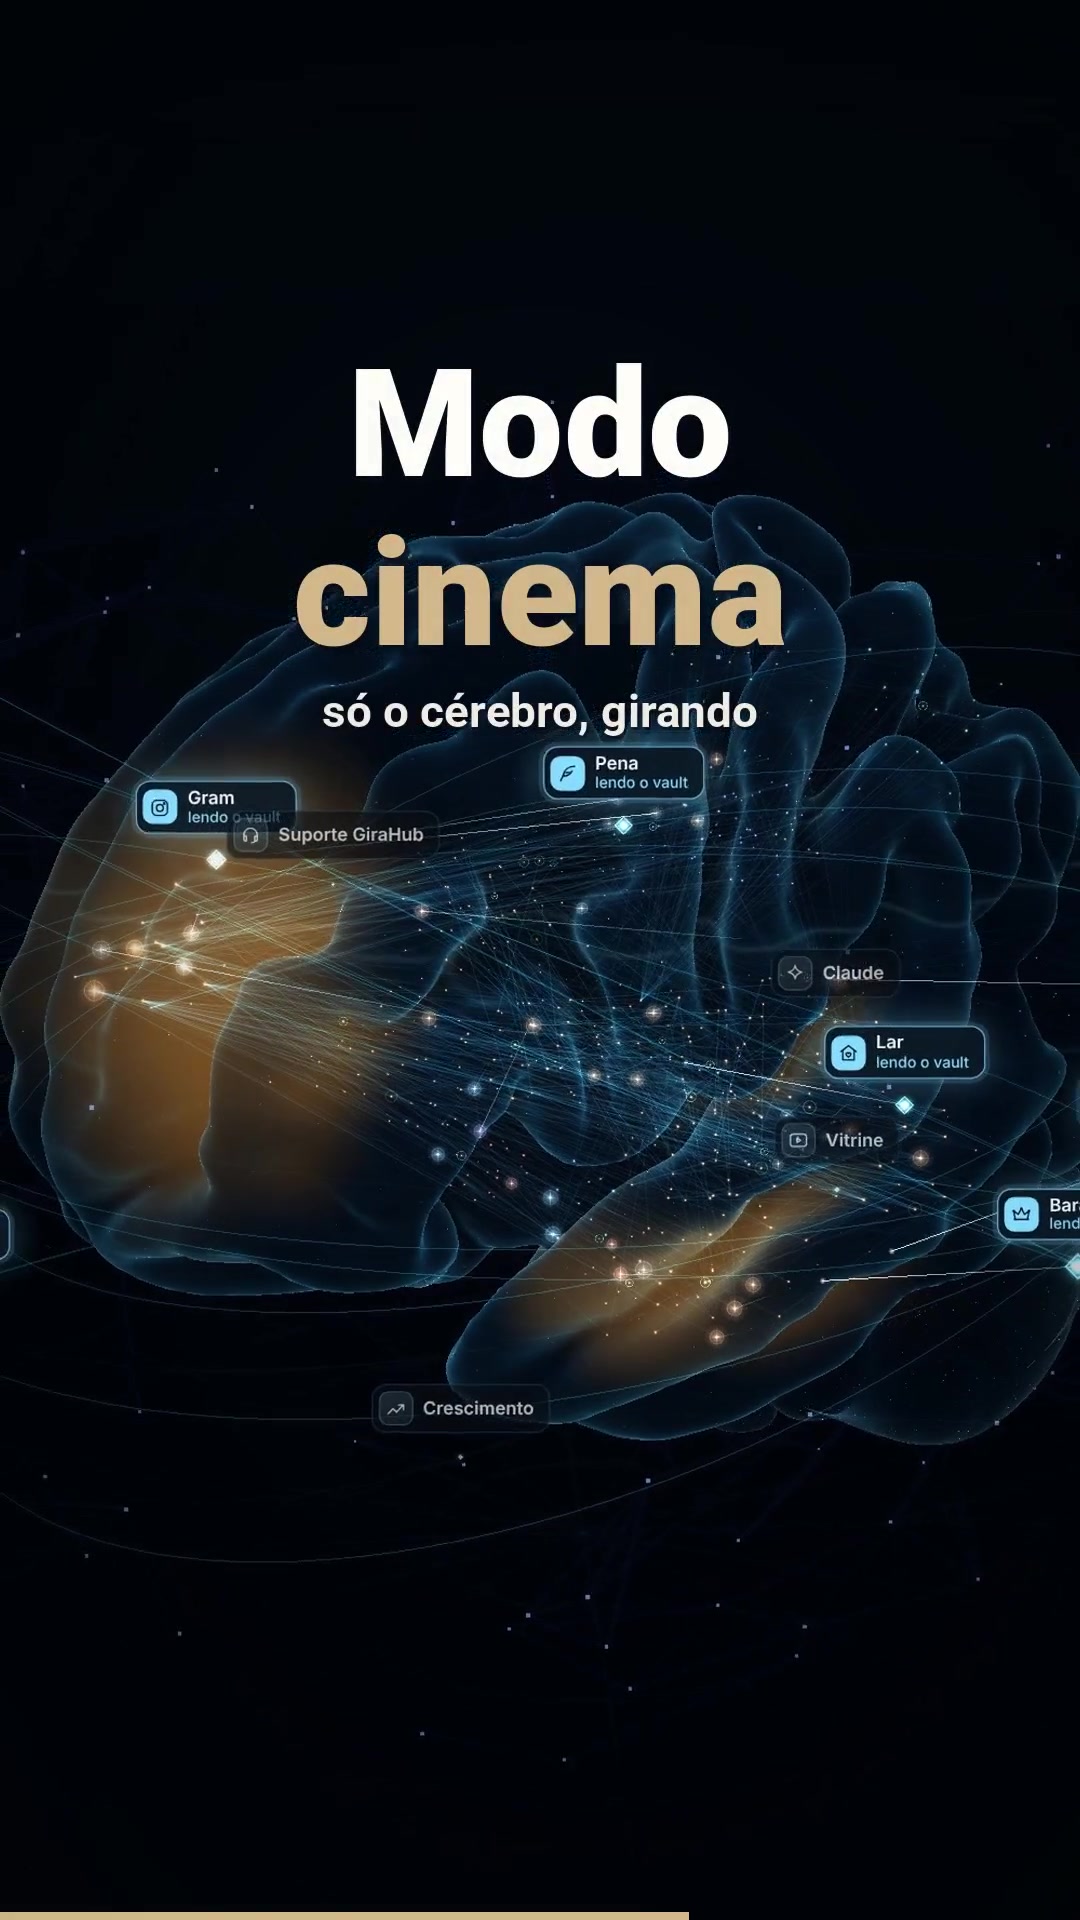 Modo
cinema
só o cérebro, girando
Pena
lendo o vault
Gram
lendo o vault
Suporte GiraHub
Claude
Lar
lendo o vault
Vitrine
Crescimento